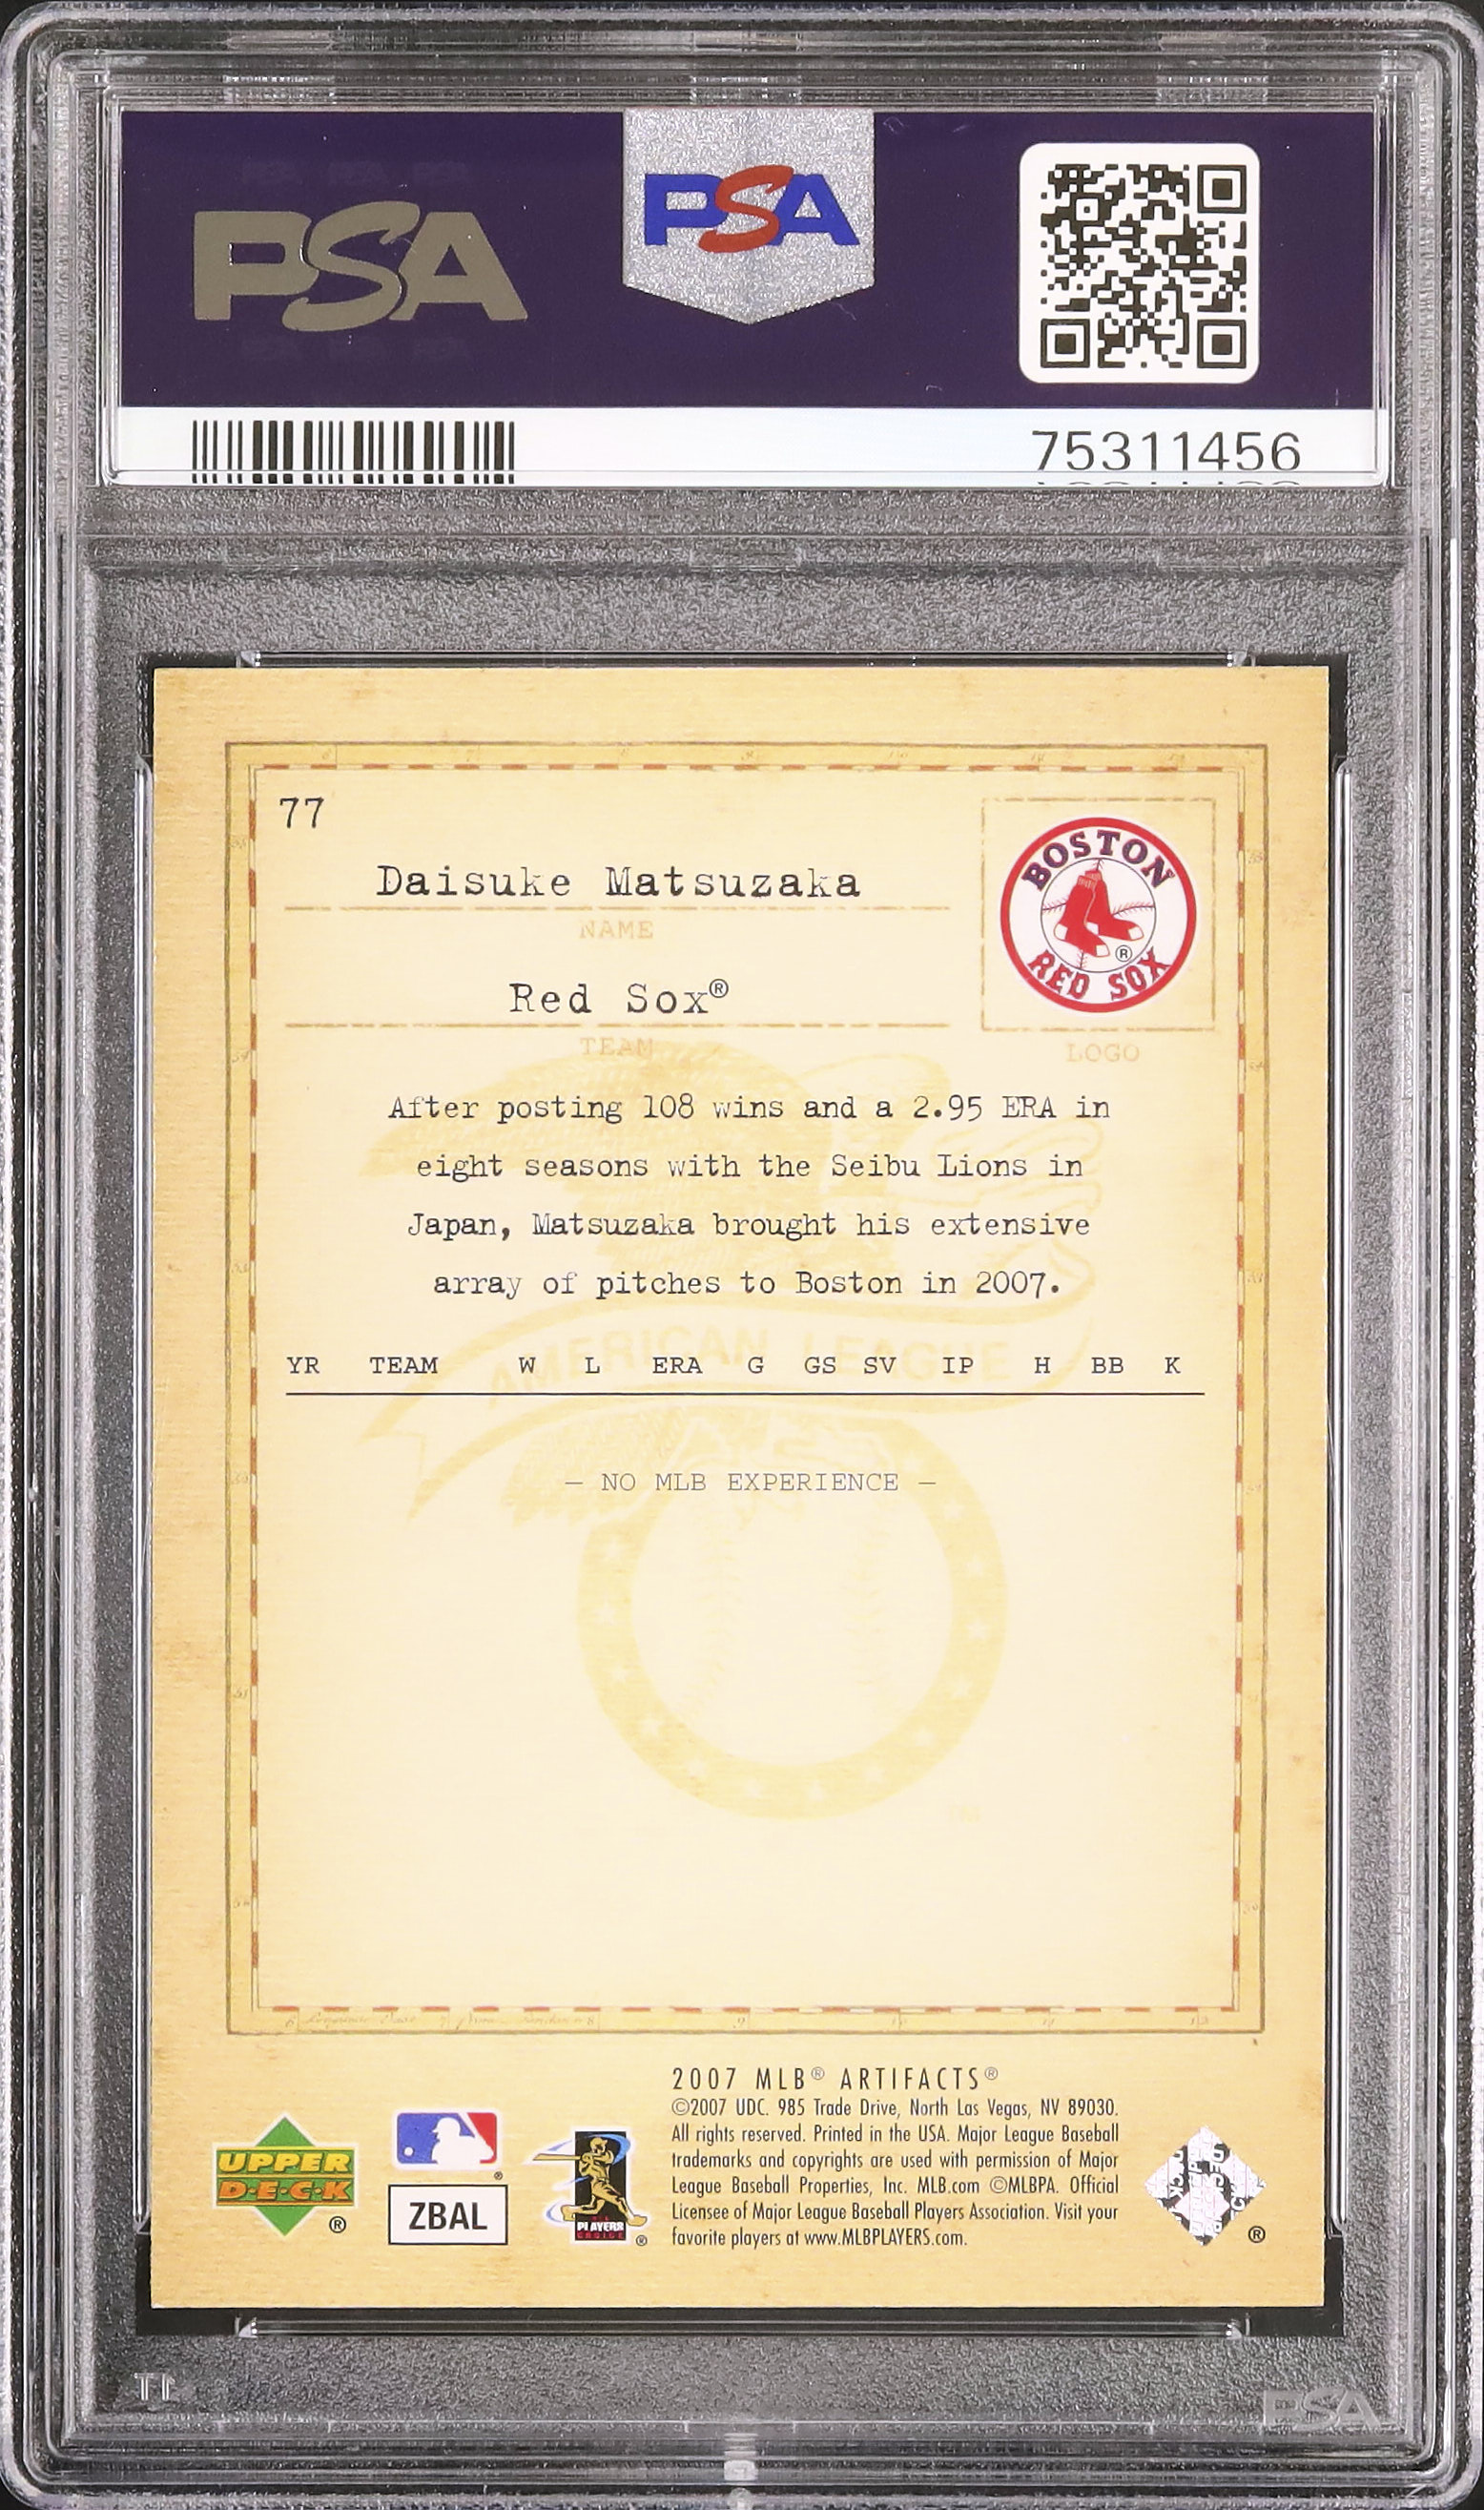 PSA
PSA
75311456
77
Daisuke Matsuzaka
NAME
Red Sox®
TEAM
BOSTON
RED SOX
®
LOGO
After posting 108 wins and a 2.95 ERA in
eight seasons with the Seibu Lions in
Japan, Matsuzaka brought his extensive
array of pitches to Boston in 2007.
AMERICAN LEAGUE
YR TEAM W L ERA G GS SV IP H BB K
— NO MLB EXPERIENCE —
2007 MLB® ARTIFACTS®
©2007 UDC. 985 Trade Drive, North Las Vegas, NV 89030.
All rights reserved. Printed in the USA. Major League Baseball
trademarks and copyrights are used with permission of Major
League Baseball Properties, Inc. MLB.com ©MLBPA. Official
Licensee of Major League Baseball Players Association. Visit your
favorite players at www.MLBPLAYERS.com.
UPPER
D·E·C·K
®
®
ZBAL
PLAYERS
CHOICE
®
®
PSA